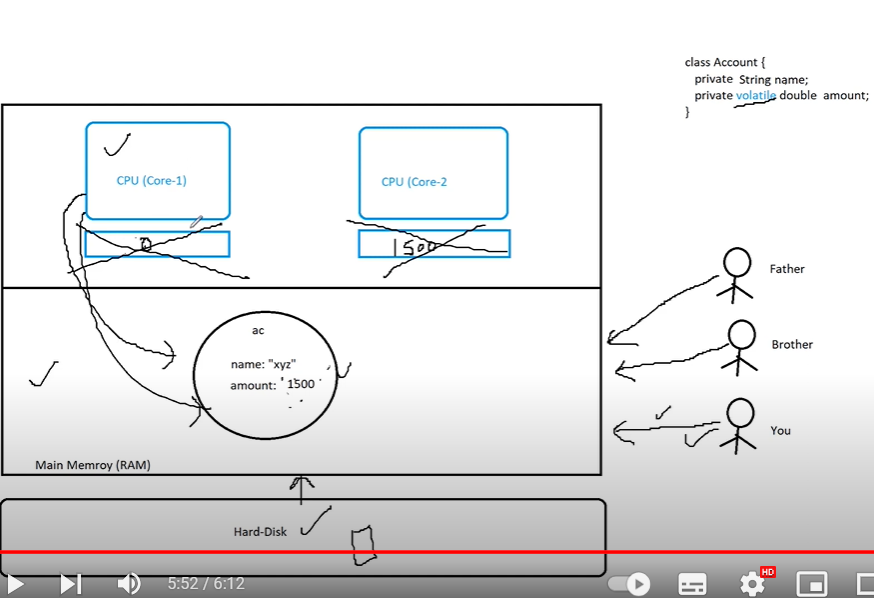 class Account {
private String name;
private volatile double amount;
}
CPU (Core-1)
CPU (Core-2
0
1500
Father
ac
Brother
name: "xyz"
amount: 1500
You
Main Memroy (RAM)
Hard-Disk
HD
5:52 / 6:12